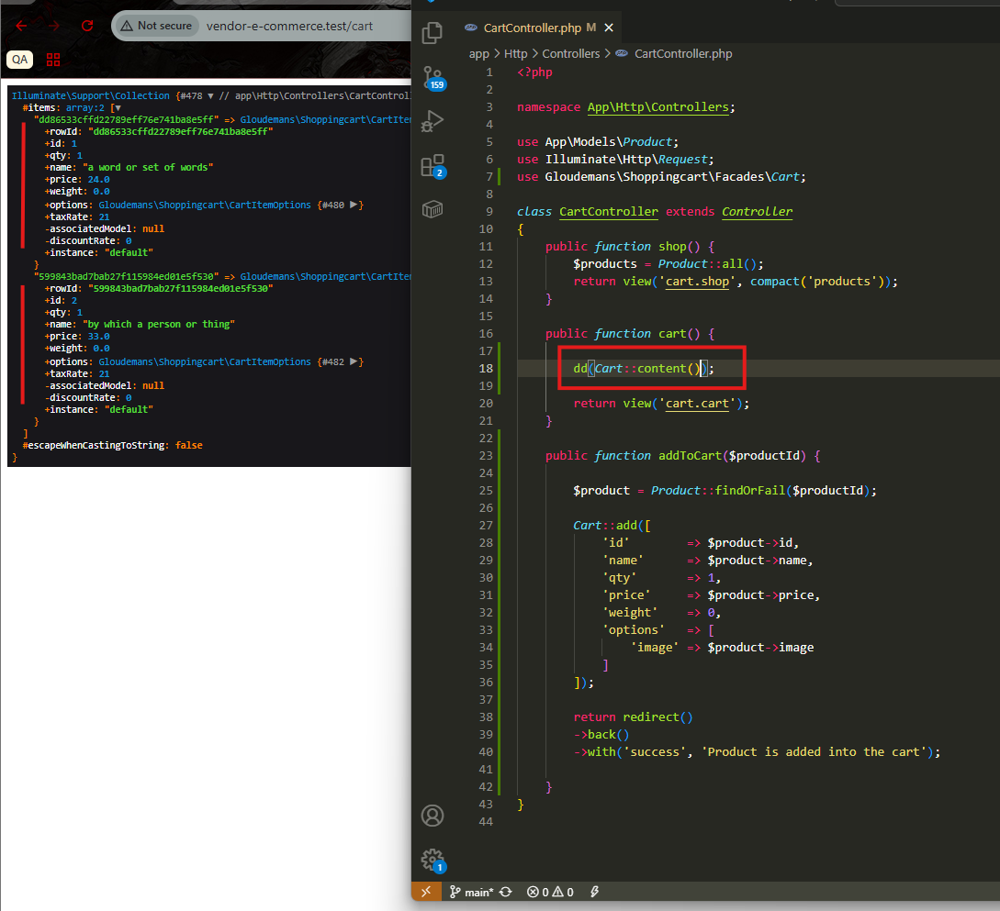 Not secure vendor-e-commerce.test/cart
QA
Illuminate\Support\Collection {#478 ▼ // app\Http\Controllers\CartControl
#items: array:2 [▼
"dd86533cffd22789eff76e741ba8e5ff" => Gloudemans\Shoppingcart\CartItem
+rowId: "dd86533cffd22789eff76e741ba8e5ff"
+id: 1
+qty: 1
+name: "a word or set of words"
+price: 24.0
+weight: 0.0
+options: Gloudemans\Shoppingcart\CartItemOptions {#480 ▶}
+taxRate: 21
-associatedModel: null
-discountRate: 0
+instance: "default"
}
"599843bad7bab27f115984ed01e5f530" => Gloudemans\Shoppingcart\CartItem
+rowId: "599843bad7bab27f115984ed01e5f530"
+id: 2
+qty: 1
+name: "by which a person or thing"
+price: 33.0
+weight: 0.0
+options: Gloudemans\Shoppingcart\CartItemOptions {#482 ▶}
+taxRate: 21
-associatedModel: null
-discountRate: 0
+instance: "default"
}
]
#escapeWhenCastingToString: false
}
CartController.php M
app > Http > Controllers > CartController.php
159
2
1
1 <?php
2
3 namespace App\Http\Controllers;
4
5 use App\Models\Product;
6 use Illuminate\Http\Request;
7 use Gloudemans\Shoppingcart\Facades\Cart;
8
9 class CartController extends Controller
10 {
11 public function shop() {
12 $products = Product::all();
13 return view('cart.shop', compact('products'));
14 }
15
16 public function cart() {
17
18 dd(Cart::content());
19
20 return view('cart.cart');
21 }
22
23 public function addToCart($productId) {
24
25 $product = Product::findOrFail($productId);
26
27 Cart::add([
28 'id' => $product->id,
29 'name' => $product->name,
30 'qty' => 1,
31 'price' => $product->price,
32 'weight' => 0,
33 'options' => [
34 'image' => $product->image
35 ]
36 ]);
37
38 return redirect()
39 ->back()
40 ->with('success', 'Product is added into the cart');
41
42 }
43 }
44
main* 0 0